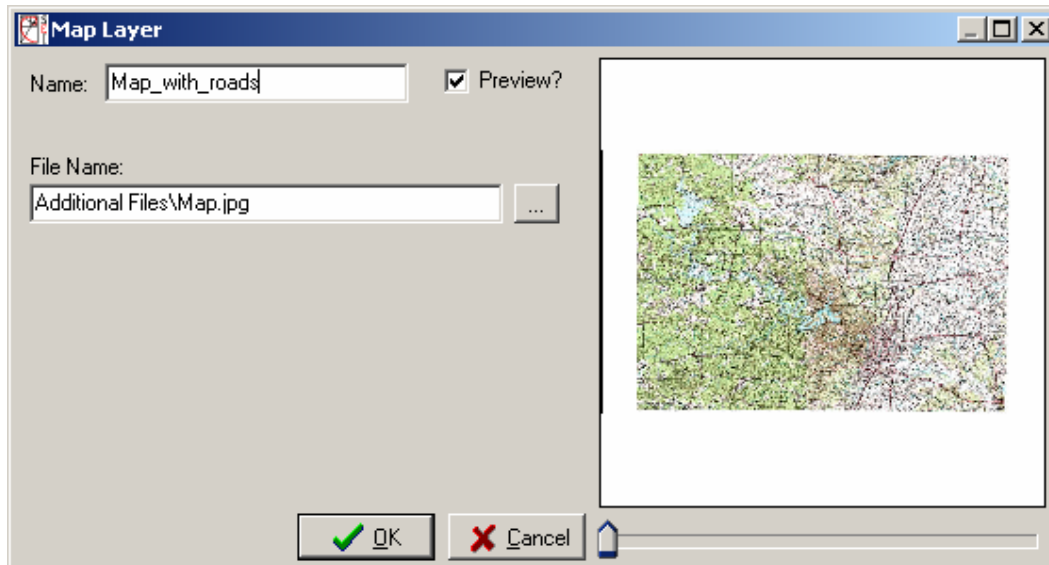 Map Layer
Name: Map_with_roads
Preview?
File Name:
Additional Files\Map.jpg
...
OK
Cancel